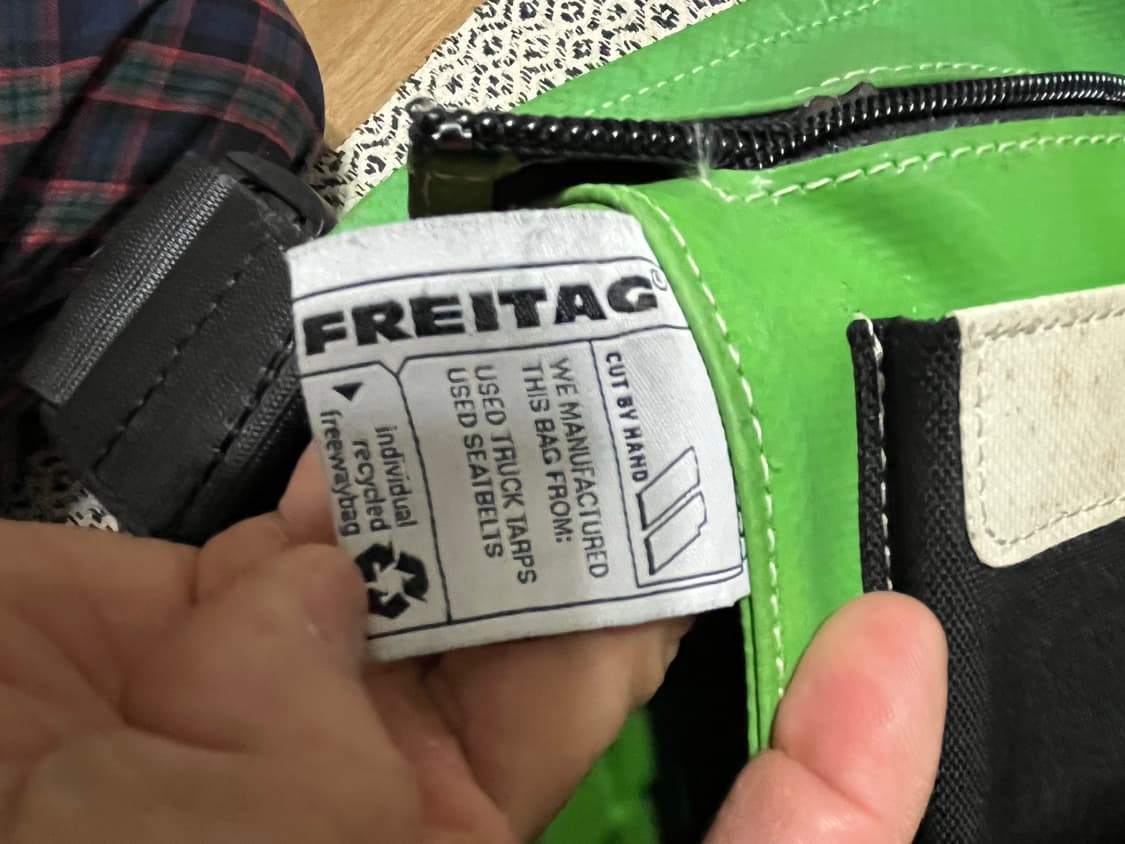 FREITAG©
CUT BY HAND
WE MANUFACTURED
THIS BAG FROM:
USED TRUCK TARPS
USED SEATBELTS
individual
recycled
freewaybag